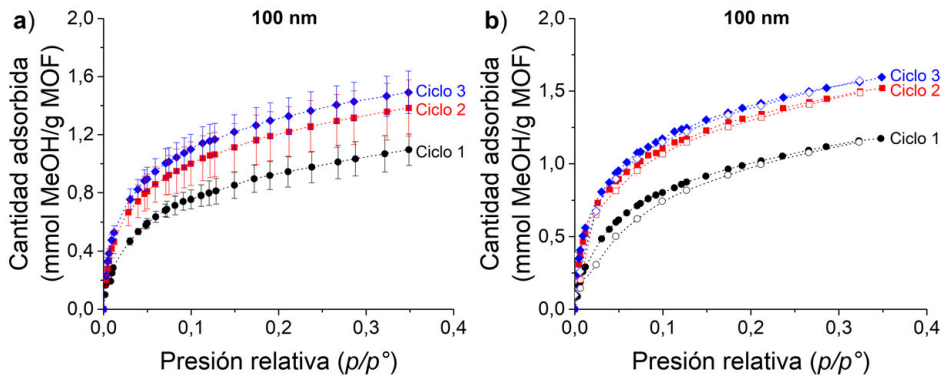 a)
100 nm
2,0
1,6
1,2
0,8
0,4
0,0
Cantidad adsorbida
(mmol MeOH/g MOF)
Ciclo 3
Ciclo 2
Ciclo 1
0,0 0,1 0,2 0,3 0,4
Presión relativa (p/p°)
b)
100 nm
2,0
1,5
1,0
0,5
0,0
Cantidad adsorbida
(mmol MeOH/g MOF)
Ciclo 3
Ciclo 2
Ciclo 1
0,0 0,1 0,2 0,3 0,4
Presión relativa (p/p°)